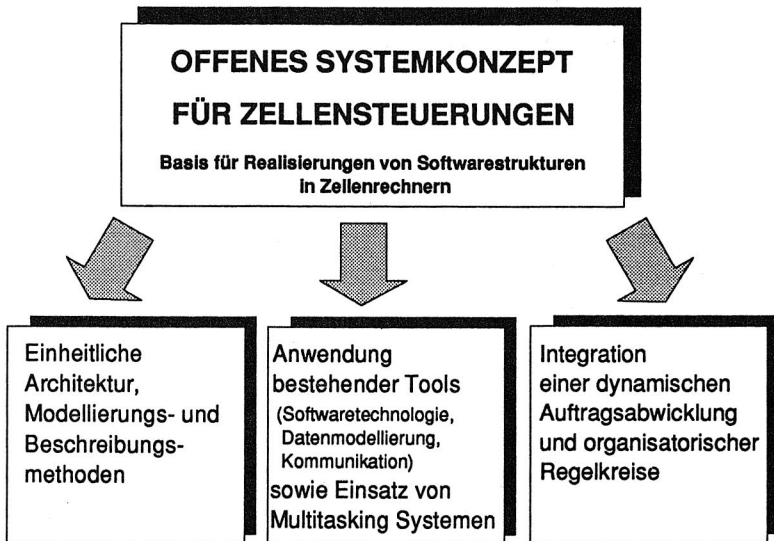 OFFENES SYSTEMKONZEPT
FÜR ZELLENSTEUERUNGEN
Basis für Realisierungen von Softwarestrukturen
in Zellenrechnern
Einheitliche
Architektur,
Modellierungs- und
Beschreibungs-
methoden
Anwendung
bestehender Tools
(Softwaretechnologie,
Datenmodellierung,
Kommunikation)
sowie Einsatz von
Multitasking Systemen
Integration
einer dynamischen
Auftragsabwicklung
und organisatorischer
Regelkreise